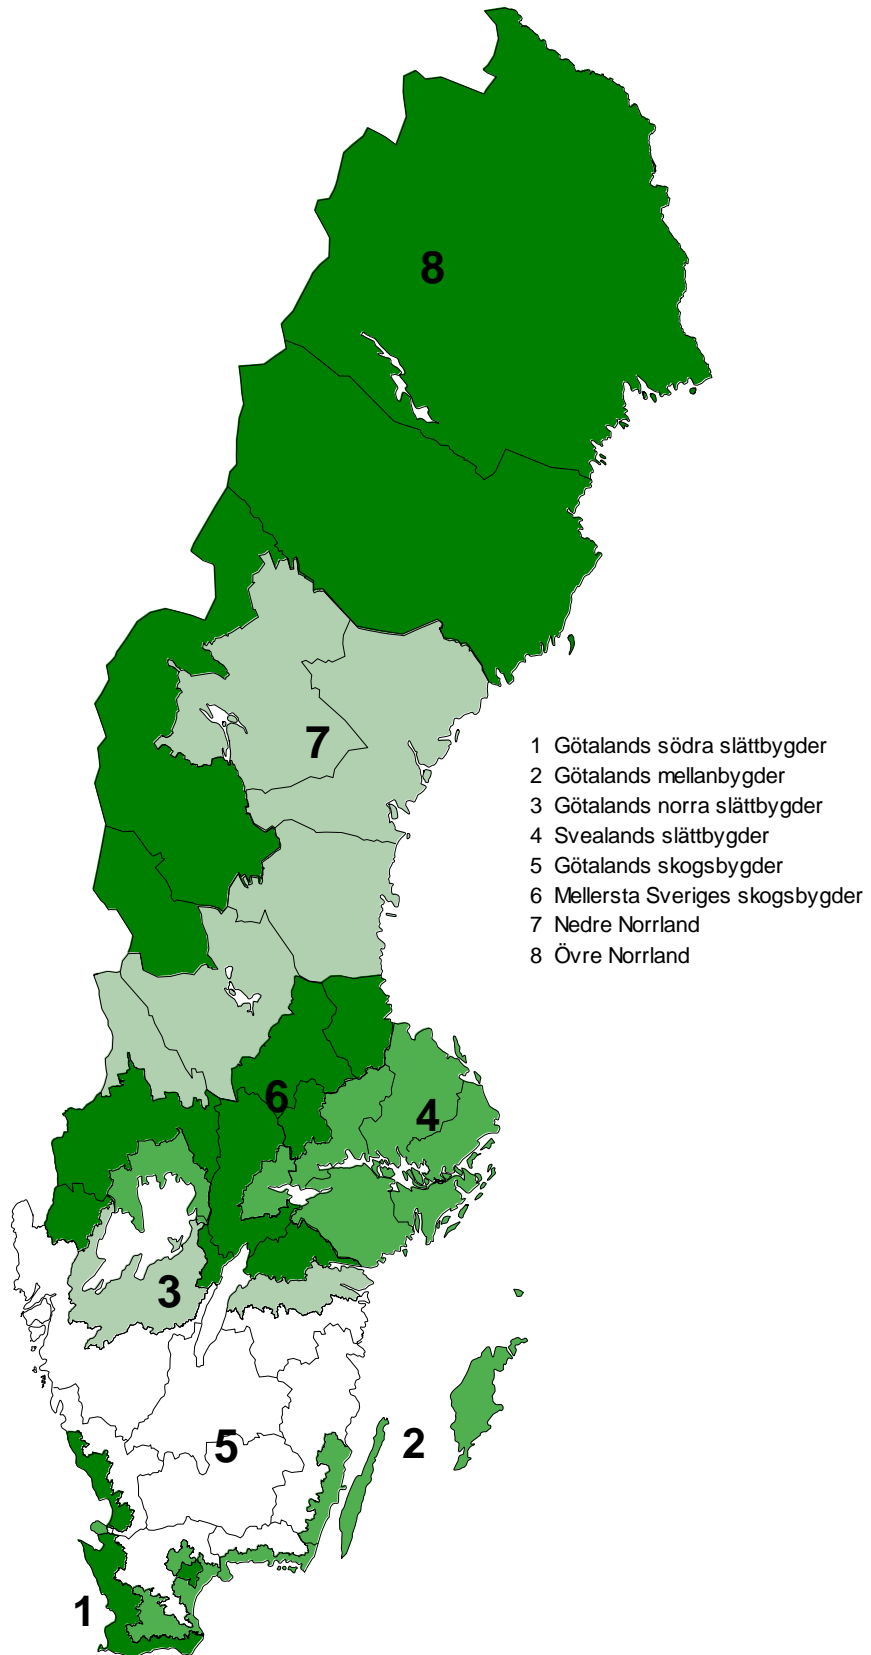 8
7
1 Götalands södra slättbygder
2 Götalands mellanbygder
3 Götalands norra slättbygder
4 Svealands slättbygder
5 Götalands skogsbygder
6 Mellersta Sveriges skogsbygder
7 Nedre Norrland
8 Övre Norrland
6
4
3
2
5
1